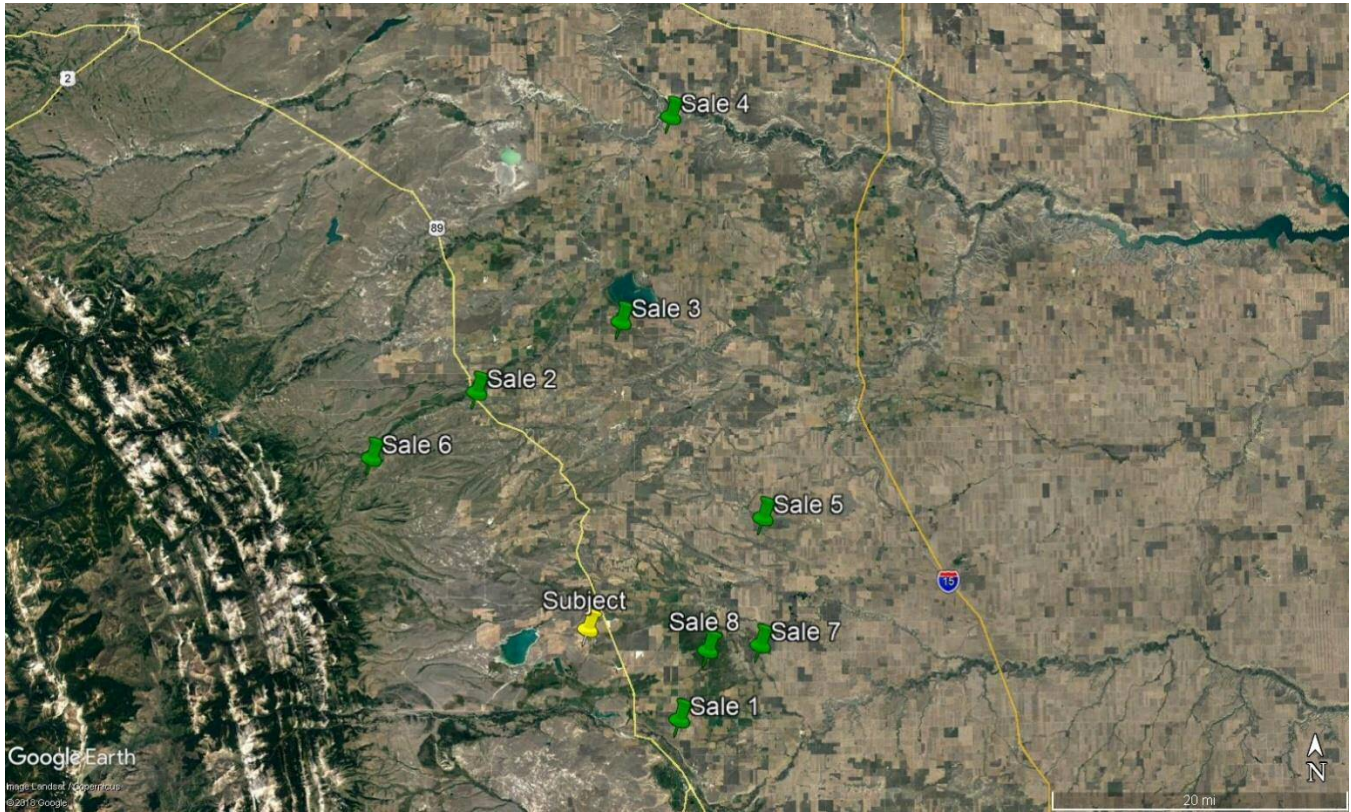 2
Sale 4
89
Sale 3
Sale 2
Sale 6
Sale 5
15
Subject
Sale 8
Sale 7
Sale 1
Google Earth
Image Landsat / Copernicus
©2018 Google
N
20 mi